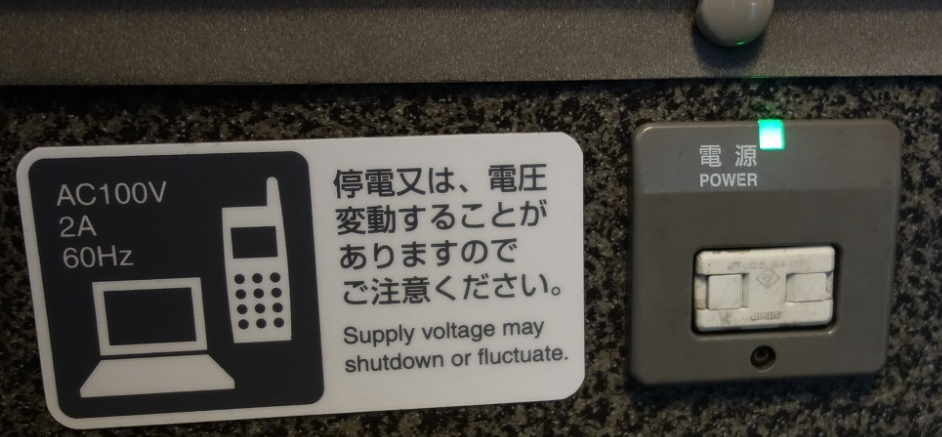 AC100V
2A
60Hz
停電又は、電圧
変動することが
ありますので
ご注意ください。
Supply voltage may
shutdown or fluctuate.
電源
POWER